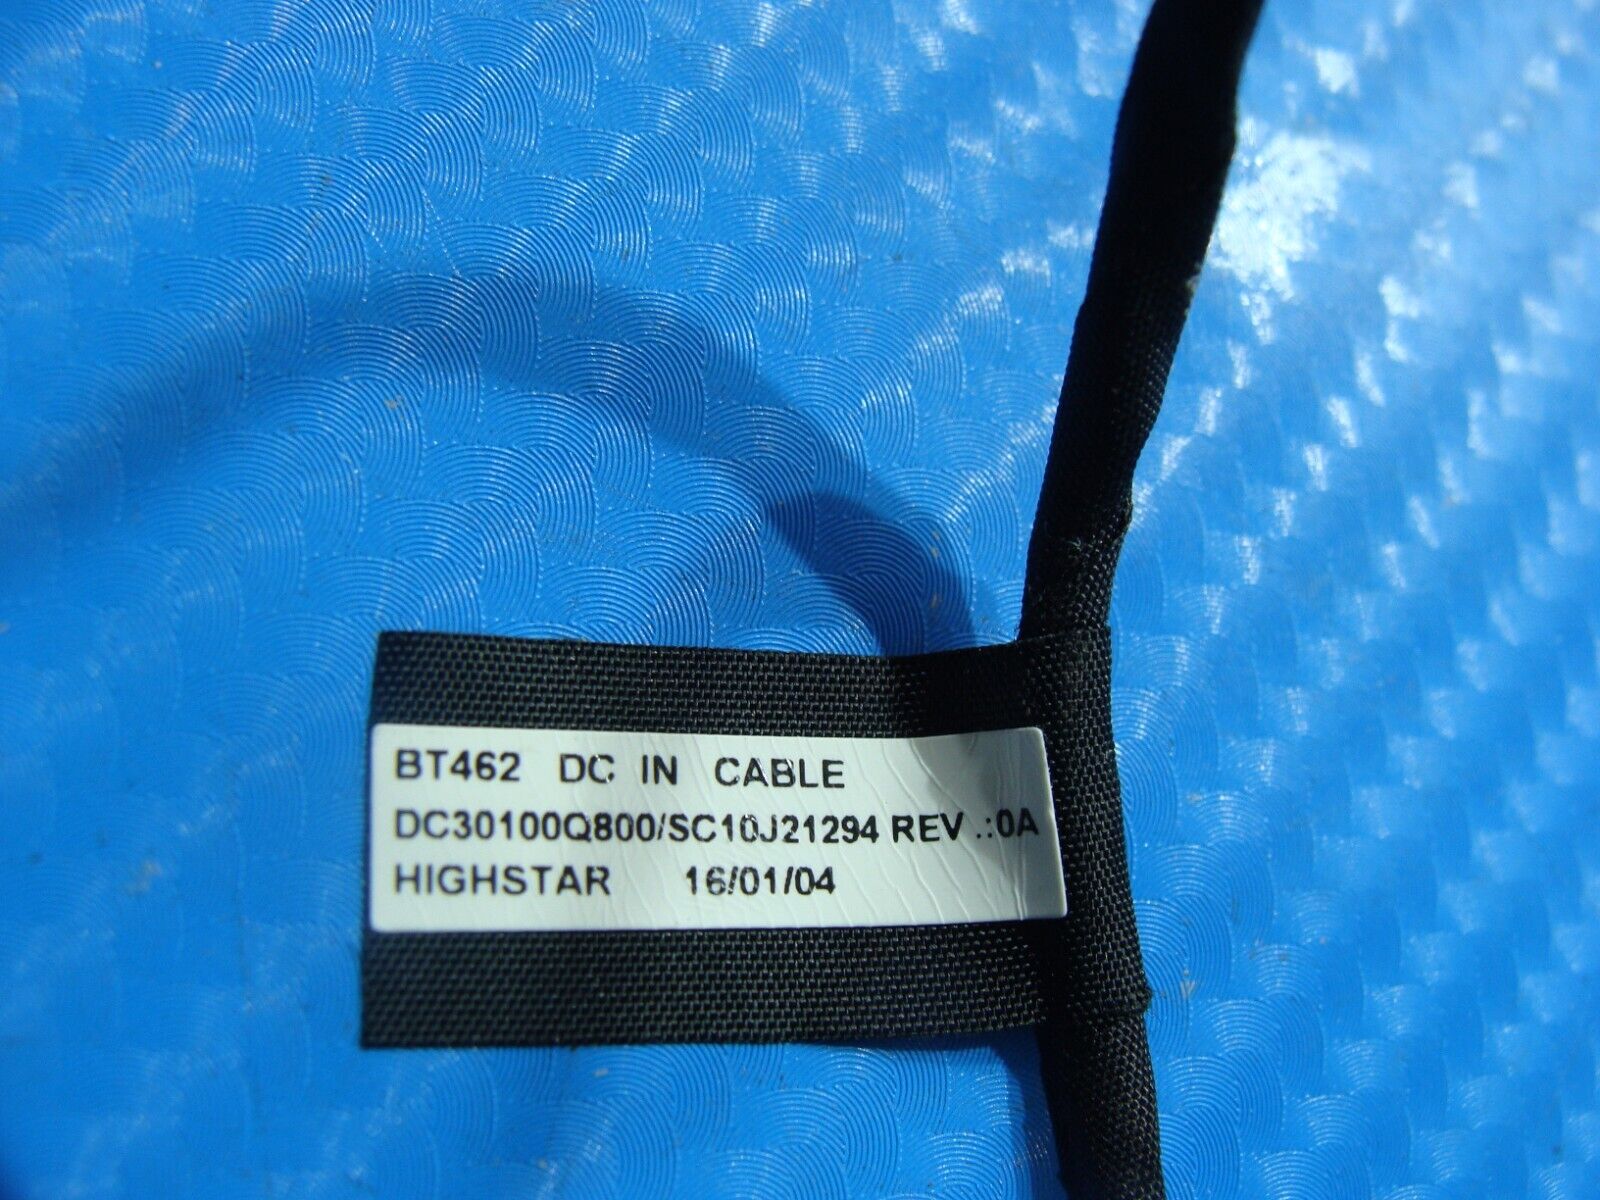 BT462 DC IN CABLE
DC30100Q800/SC10J21294 REV .:0A
HIGHSTAR 16/01/04